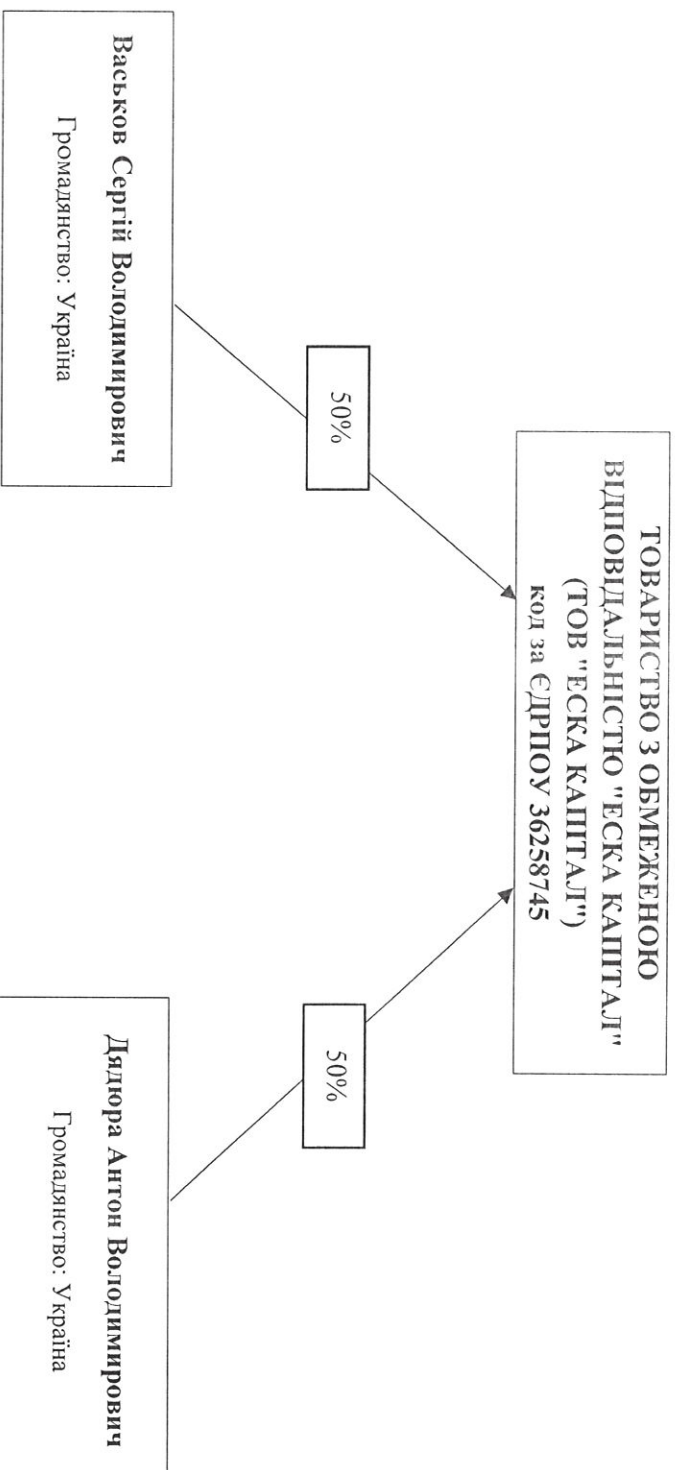 ТОВАРИСТВО З ОБМЕЖЕНОЮ
ВІДПОВІДАЛЬНІСТЮ "ЕСКА КАПІТАЛ"
(ТОВ "ЕСКА КАПІТАЛ")
код за ЄДРПОУ 36258745
50%
50%
Васьков Сергій Володимирович
Громадянство: Україна
Дядюра Антон Володимирович
Громадянство: Україна